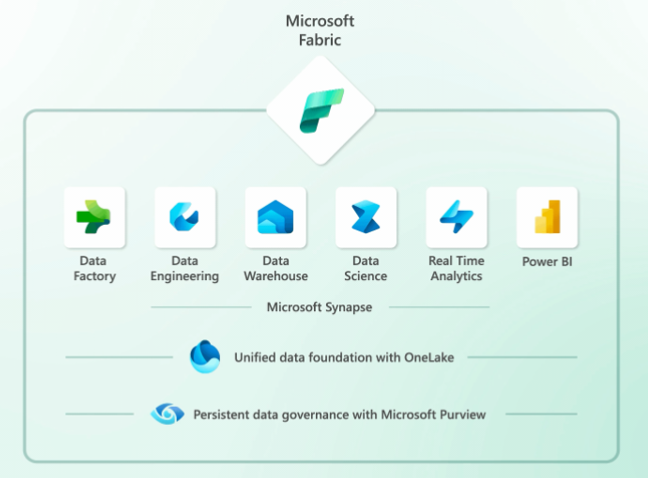 Microsoft
Fabric
Data
Factory
Data
Engineering
Data
Warehouse
Data
Science
Real Time
Analytics
Power BI
Microsoft Synapse
Unified data foundation with OneLake
Persistent data governance with Microsoft Purview